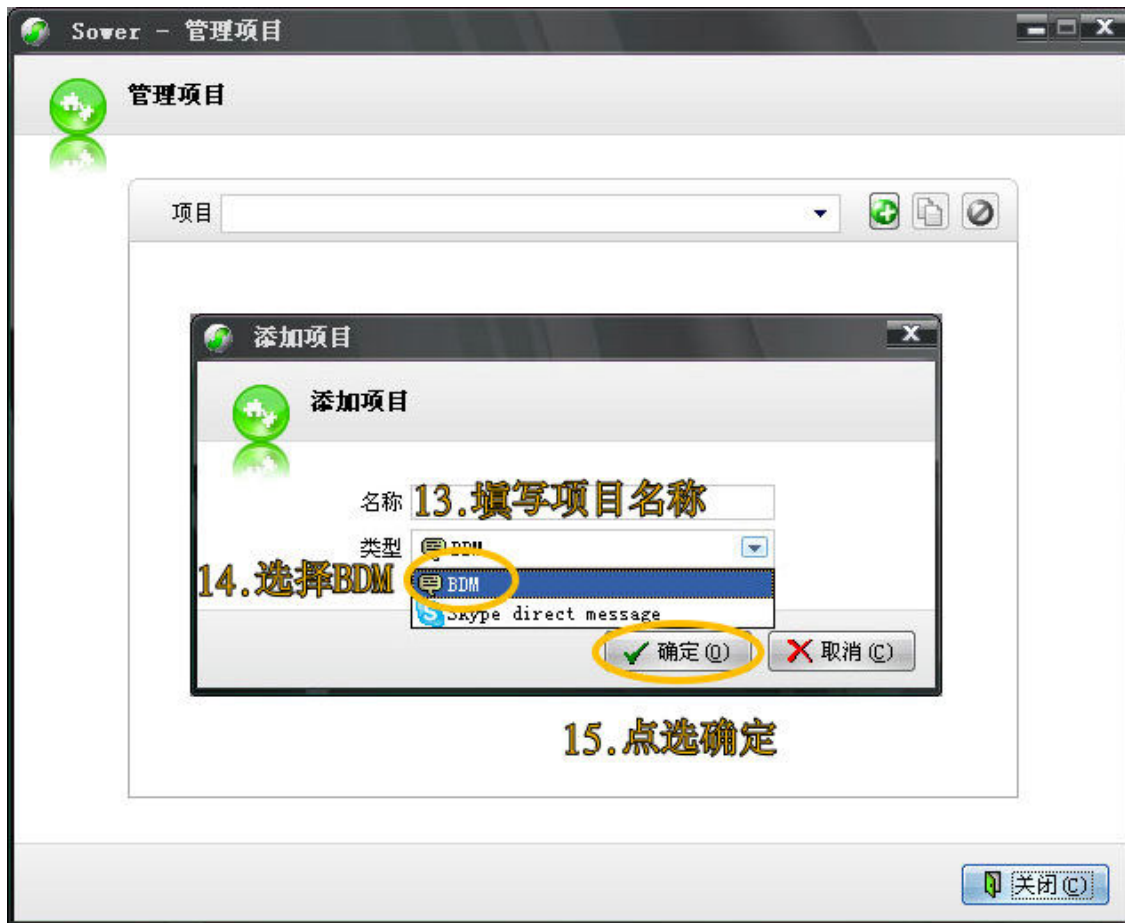 Sower - 管理项目
管理项目
项目
添加项目
添加项目
名称 13.填写项目名称
类型 BDM
14.选择BDM BDM
Skype direct message
确定(O) 取消(C)
15.点选确定
关闭(C)